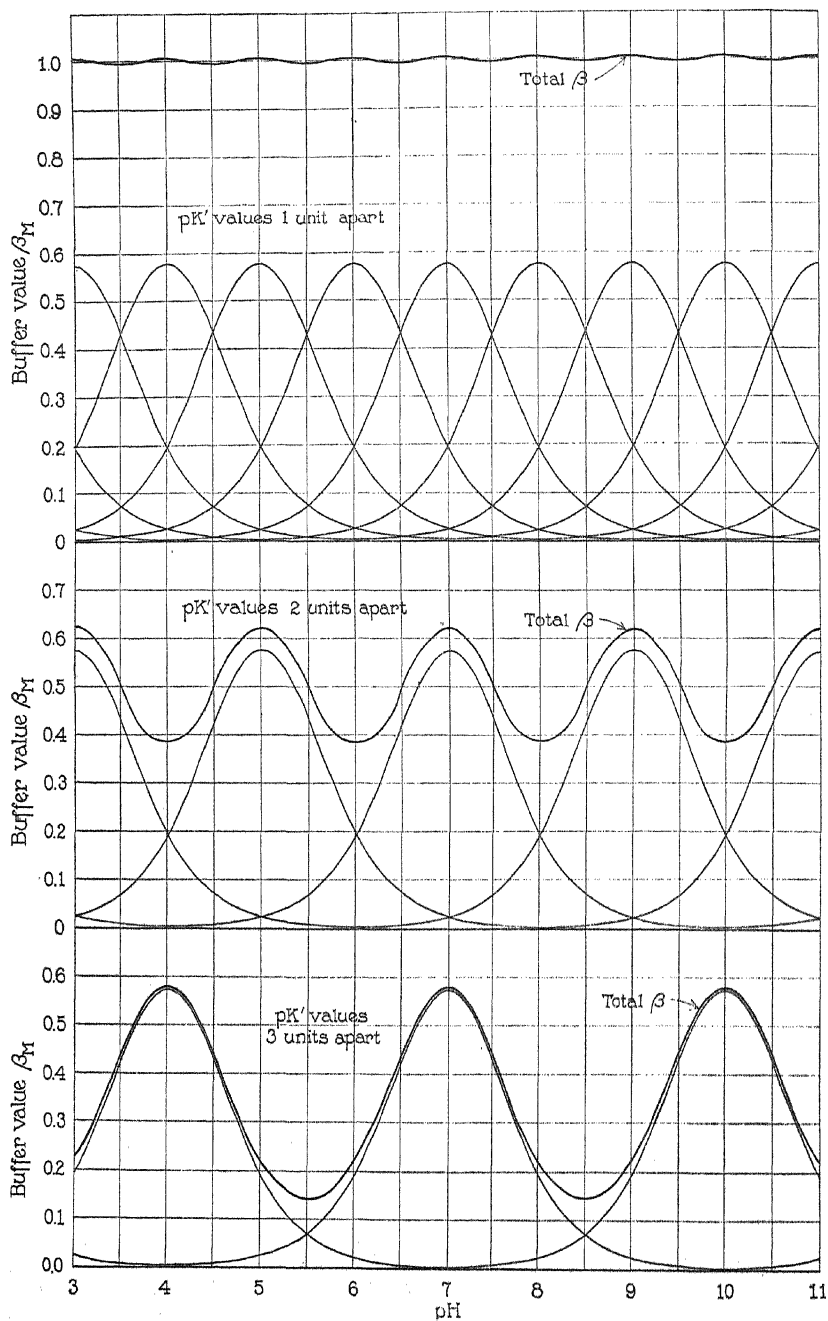 1.0
0.9
0.8
0.7
0.6
0.5
0.4
0.3
0.2
0.1
0
Buffer value βM
Total β
pK′ values 1 unit apart
0.7
0.6
0.5
0.4
0.3
0.2
0.1
0
Buffer value βM
pK′ values 2 units apart
Total β
0.6
0.5
0.4
0.3
0.2
0.1
0.0
Buffer value βM
pK′ values
3 units apart
Total β
3 4 5 6 7 8 9 10 11
pH